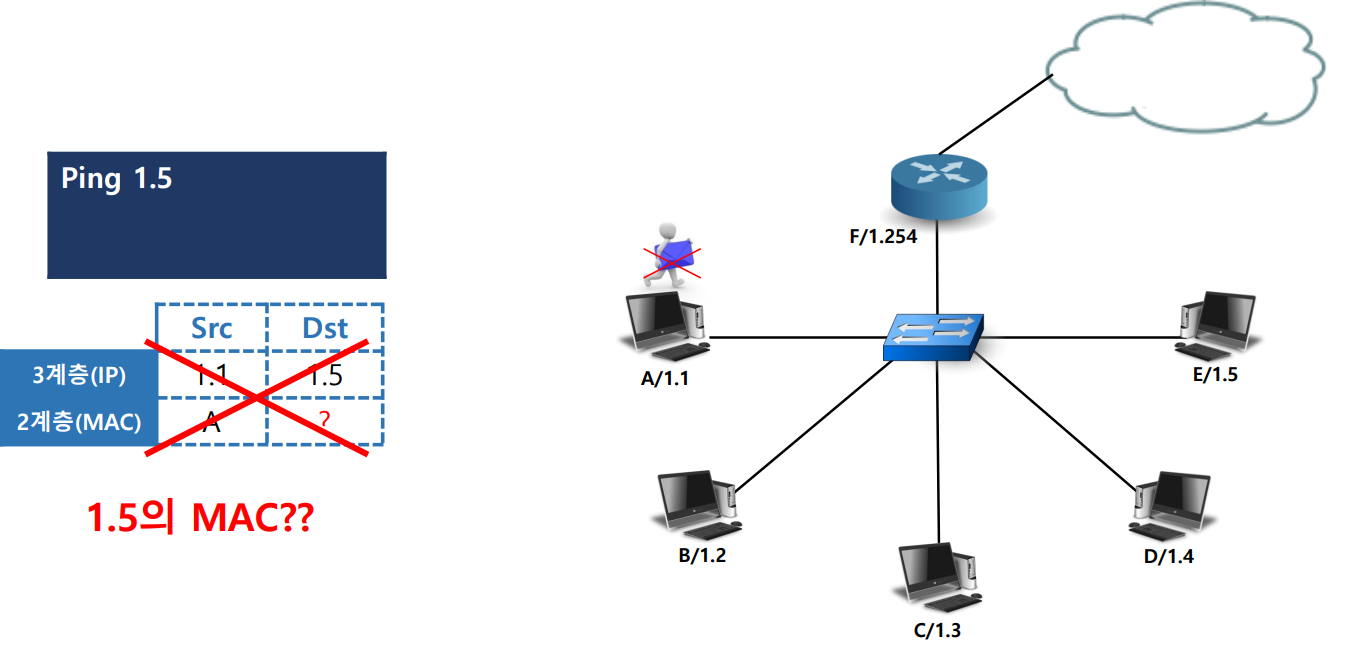 Ping 1.5
Src Dst
3계층(IP) 1.1 1.5
2계층(MAC) A ?
1.5의 MAC??
F/1.254
A/1.1
E/1.5
B/1.2
D/1.4
C/1.3